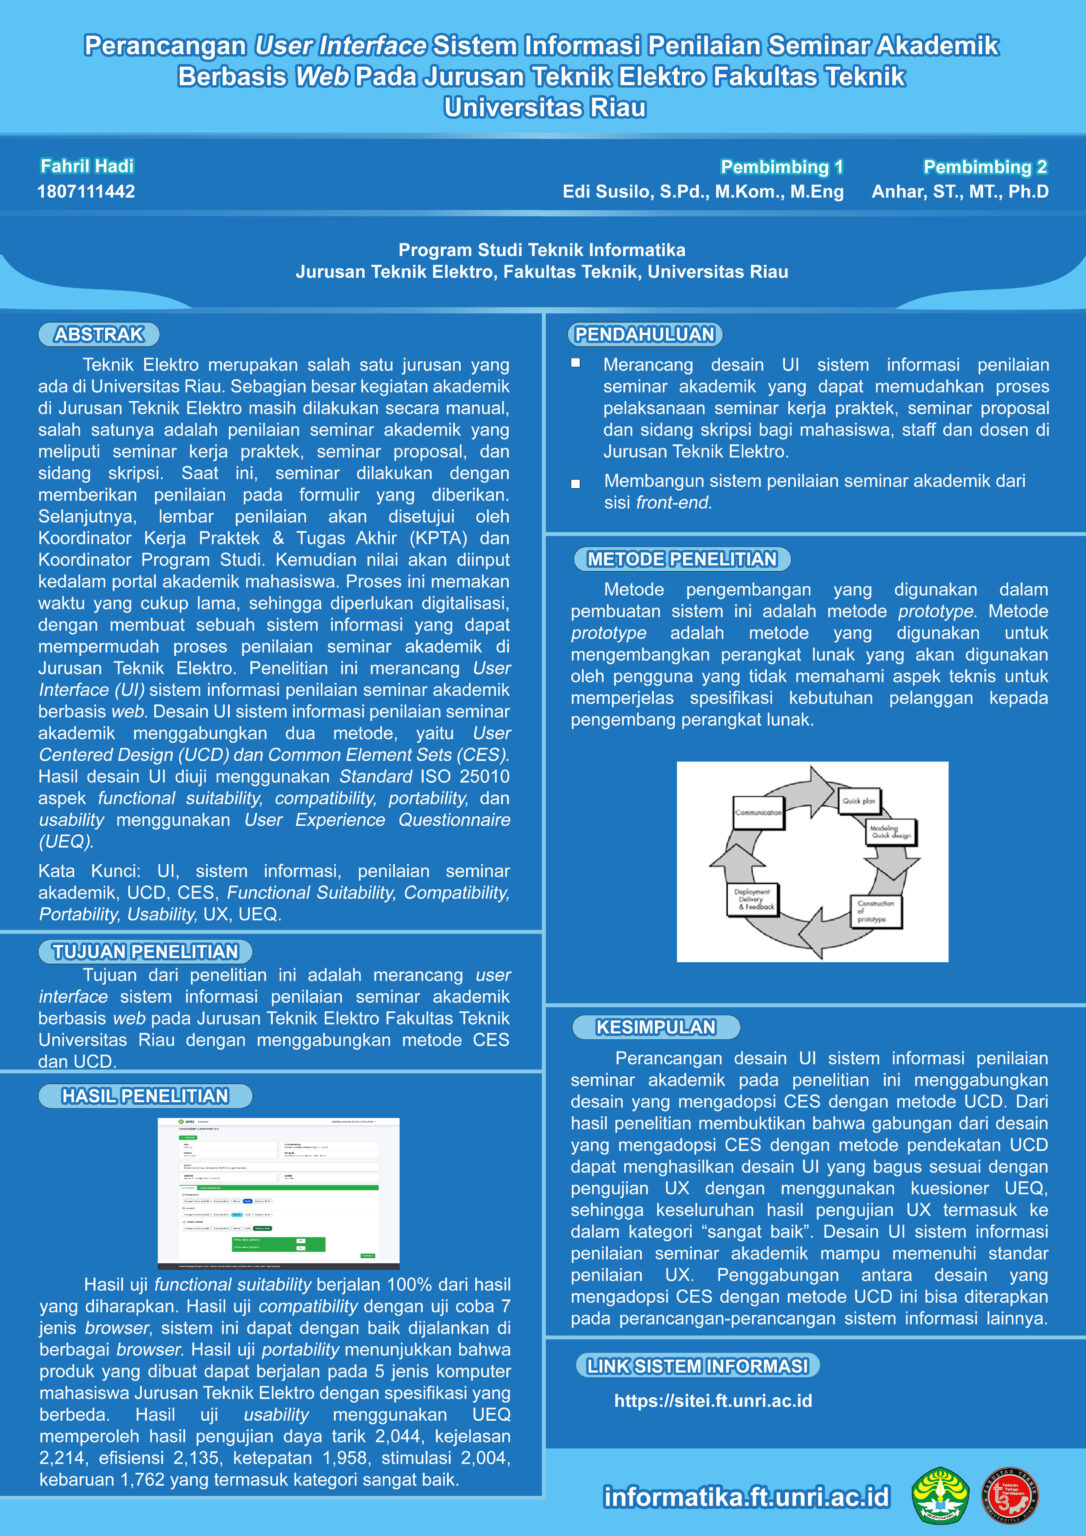 Perancangan User Interface Sistem Informasi Penilaian Seminar Akademik
Berbasis Web Pada Jurusan Teknik Elektro Fakultas Teknik
Universitas Riau
Fahril Hadi
1807111442
Pembimbing 1
Edi Susilo, S.Pd., M.Kom., M.Eng
Pembimbing 2
Anhar, ST., MT., Ph.D
Program Studi Teknik Informatika
Jurusan Teknik Elektro, Fakultas Teknik, Universitas Riau
ABSTRAK
Teknik Elektro merupakan salah satu jurusan yang
ada di Universitas Riau. Sebagian besar kegiatan akademik
di Jurusan Teknik Elektro masih dilakukan secara manual,
salah satunya adalah penilaian seminar akademik yang
meliputi seminar kerja praktek, seminar proposal, dan
sidang skripsi. Saat ini, seminar dilakukan dengan
memberikan penilaian pada formulir yang diberikan.
Selanjutnya, lembar penilaian akan disetujui oleh
Koordinator Kerja Praktek & Tugas Akhir (KPTA) dan
Koordinator Program Studi. Kemudian nilai akan diinput
kedalam portal akademik mahasiswa. Proses ini memakan
waktu yang cukup lama, sehingga diperlukan digitalisasi,
dengan membuat sebuah sistem informasi yang dapat
mempermudah proses penilaian seminar akademik di
Jurusan Teknik Elektro. Penelitian ini merancang User
Interface (UI) sistem informasi penilaian seminar akademik
berbasis web. Desain UI sistem informasi penilaian seminar
akademik menggabungkan dua metode, yaitu User
Centered Design (UCD) dan Common Element Sets (CES).
Hasil desain UI diuji menggunakan Standard ISO 25010
aspek functional suitability, compatibility, portability, dan
usability menggunakan User Experience Questionnaire
(UEQ).
Kata Kunci: UI, sistem informasi, penilaian seminar
akademik, UCD, CES, Functional Suitability, Compatibility,
Portability, Usability, UX, UEQ.
TUJUAN PENELITIAN
Tujuan dari penelitian ini adalah merancang user
interface sistem informasi penilaian seminar akademik
berbasis web pada Jurusan Teknik Elektro Fakultas Teknik
Universitas Riau dengan menggabungkan metode CES
dan UCD.
HASIL PENELITIAN
Hasil uji functional suitability berjalan 100% dari hasil
yang diharapkan. Hasil uji compatibility dengan uji coba 7
jenis browser, sistem ini dapat dengan baik dijalankan di
berbagai browser. Hasil uji portability menunjukkan bahwa
produk yang dibuat dapat berjalan pada 5 jenis komputer
mahasiswa Jurusan Teknik Elektro dengan spesifikasi yang
berbeda. Hasil uji usability menggunakan UEQ
memperoleh hasil pengujian daya tarik 2,044, kejelasan
2,214, efisiensi 2,135, ketepatan 1,958, stimulasi 2,004,
kebaruan 1,762 yang termasuk kategori sangat baik.
PENDAHULUAN
Merancang desain UI sistem informasi penilaian
seminar akademik yang dapat memudahkan proses
pelaksanaan seminar kerja praktek, seminar proposal
dan sidang skripsi bagi mahasiswa, staff dan dosen di
Jurusan Teknik Elektro.
Membangun sistem penilaian seminar akademik dari
sisi front-end.
METODE PENELITIAN
Metode pengembangan yang digunakan dalam
pembuatan sistem ini adalah metode prototype. Metode
prototype adalah metode yang digunakan untuk
mengembangkan perangkat lunak yang akan digunakan
oleh pengguna yang tidak memahami aspek teknis untuk
memperjelas spesifikasi kebutuhan pelanggan kepada
pengembang perangkat lunak.
Communication
Quick plan
Modeling
Quick design
Construction
of
prototype
Deployment
Delivery
& Feedback
KESIMPULAN
Perancangan desain UI sistem informasi penilaian
seminar akademik pada penelitian ini menggabungkan
desain yang mengadopsi CES dengan metode UCD. Dari
hasil penelitian membuktikan bahwa gabungan dari desain
yang mengadopsi CES dengan metode pendekatan UCD
dapat menghasilkan desain UI yang bagus sesuai dengan
pengujian UX dengan menggunakan kuesioner UEQ,
sehingga keseluruhan hasil pengujian UX termasuk ke
dalam kategori “sangat baik”. Desain UI sistem informasi
penilaian seminar akademik mampu memenuhi standar
penilaian UX. Penggabungan antara desain yang
mengadopsi CES dengan metode UCD ini bisa diterapkan
pada perancangan-perancangan sistem informasi lainnya.
LINK SISTEM INFORMASI
https://sitei.ft.unri.ac.id
informatika.ft.unri.ac.id